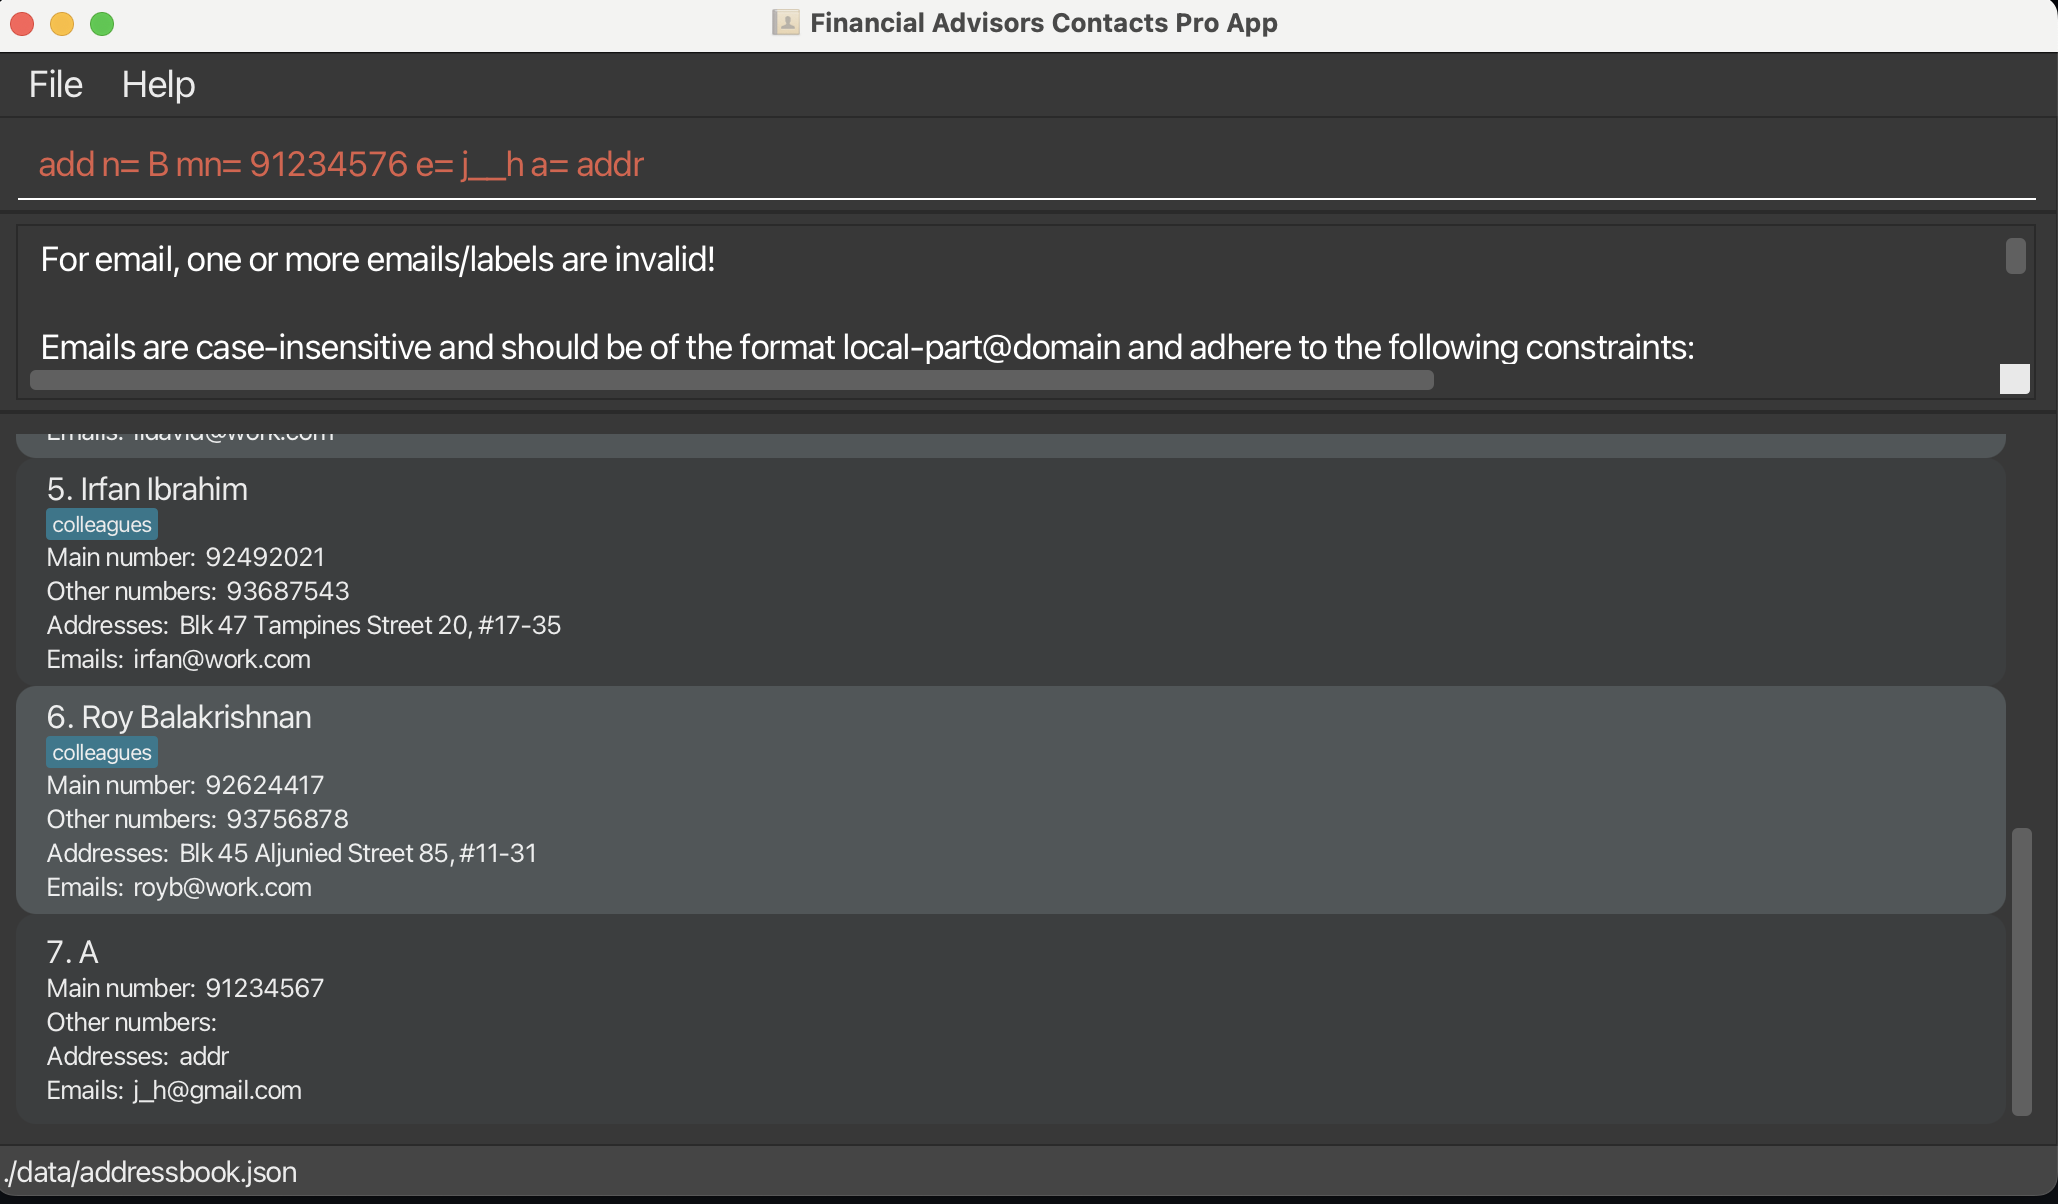 Financial Advisors Contacts Pro App
File Help
add n= B mn= 91234576 e= j__h a= addr
For email, one or more emails/labels are invalid!
Emails are case-insensitive and should be of the format local-part@domain and adhere to the following constraints:
Emails: lidavid@work.com
5. Irfan Ibrahim
colleagues
Main number: 92492021
Other numbers: 93687543
Addresses: Blk 47 Tampines Street 20, #17-35
Emails: irfan@work.com
6. Roy Balakrishnan
colleagues
Main number: 92624417
Other numbers: 93756878
Addresses: Blk 45 Aljunied Street 85, #11-31
Emails: royb@work.com
7. A
Main number: 91234567
Other numbers:
Addresses: addr
Emails: j_h@gmail.com
./data/addressbook.json